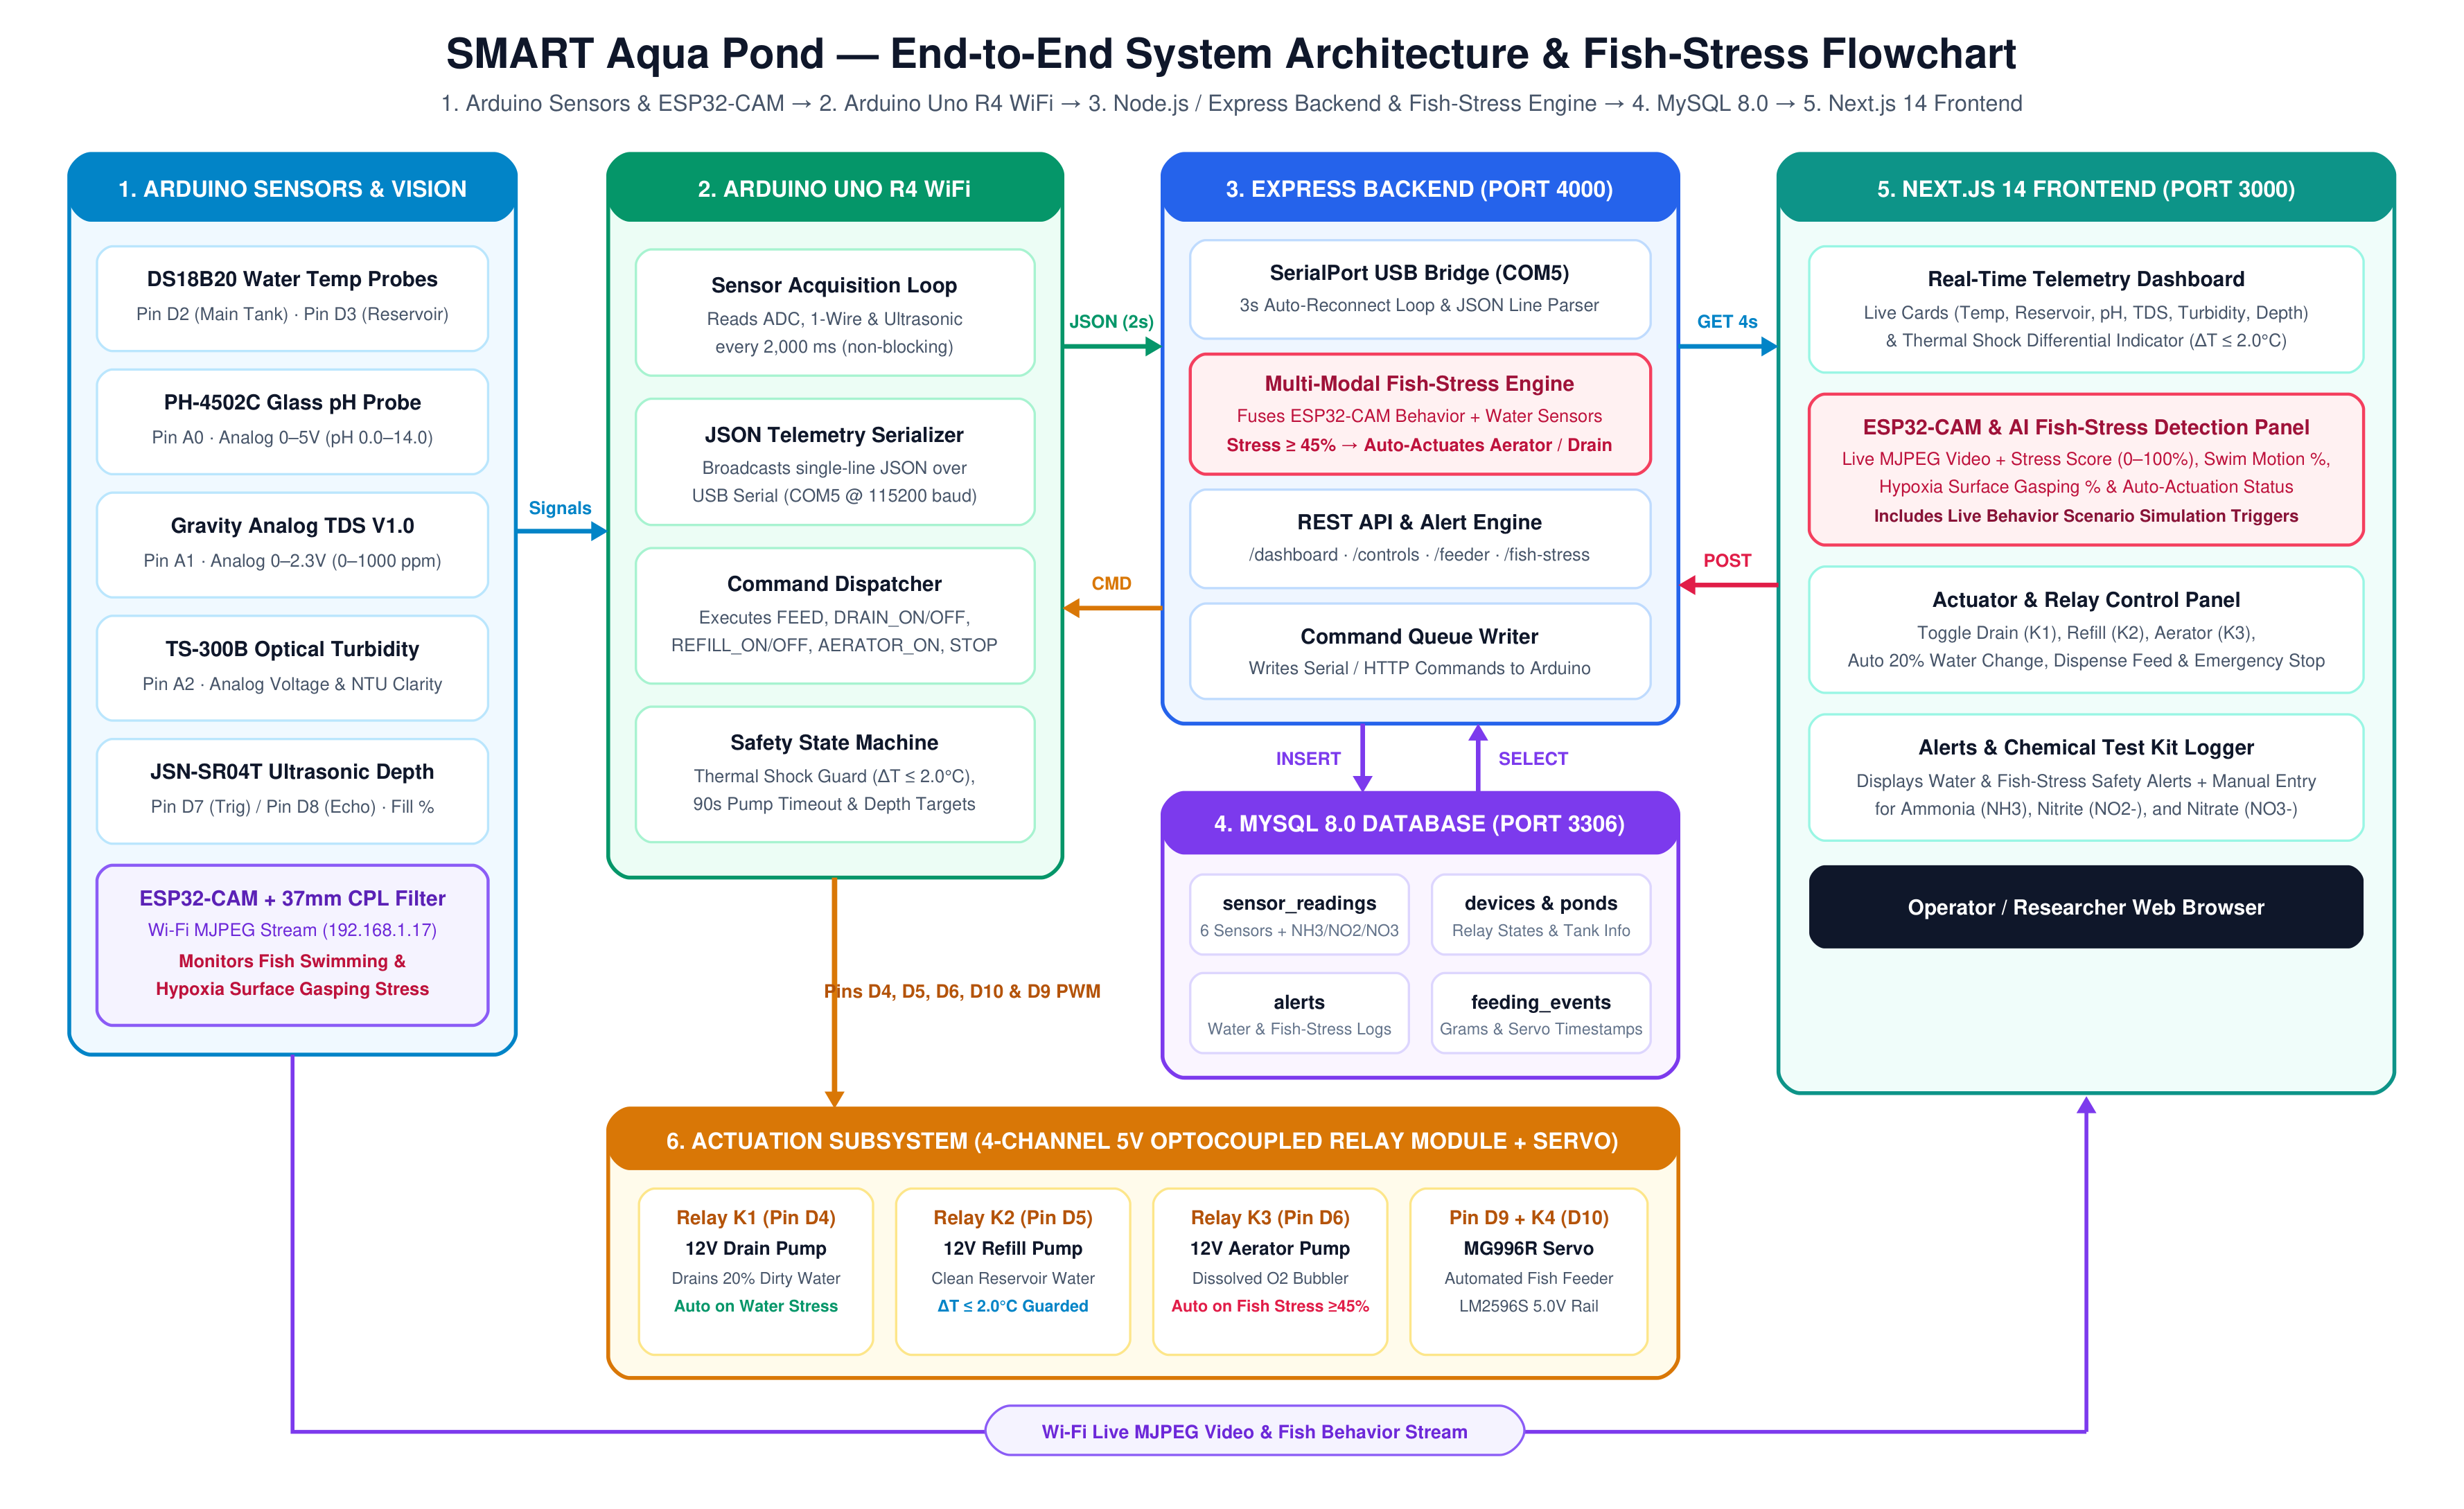 SMART Aqua Pond — End-to-End System Architecture & Fish-Stress Flowchart
1. Arduino Sensors & ESP32-CAM → 2. Arduino Uno R4 WiFi → 3. Node.js / Express Backend & Fish-Stress Engine → 4. MySQL 8.0 → 5. Next.js 14 Frontend
1. ARDUINO SENSORS & VISION
DS18B20 Water Temp Probes
Pin D2 (Main Tank) · Pin D3 (Reservoir)
PH-4502C Glass pH Probe
Pin A0 · Analog 0–5V (pH 0.0–14.0)
Gravity Analog TDS V1.0
Pin A1 · Analog 0–2.3V (0–1000 ppm)
TS-300B Optical Turbidity
Pin A2 · Analog Voltage & NTU Clarity
JSN-SR04T Ultrasonic Depth
Pin D7 (Trig) / Pin D8 (Echo) · Fill %
ESP32-CAM + 37mm CPL Filter
Wi-Fi MJPEG Stream (192.168.1.17)
Monitors Fish Swimming &
Hypoxia Surface Gasping Stress
Signals
2. ARDUINO UNO R4 WiFi
Sensor Acquisition Loop
Reads ADC, 1-Wire & Ultrasonic
every 2,000 ms (non-blocking)
JSON Telemetry Serializer
Broadcasts single-line JSON over
USB Serial (COM5 @ 115200 baud)
Command Dispatcher
Executes FEED, DRAIN_ON/OFF,
REFILL_ON/OFF, AERATOR_ON, STOP
Safety State Machine
Thermal Shock Guard (ΔT ≤ 2.0°C),
90s Pump Timeout & Depth Targets
JSON (2s)
CMD
3. EXPRESS BACKEND (PORT 4000)
SerialPort USB Bridge (COM5)
3s Auto-Reconnect Loop & JSON Line Parser
Multi-Modal Fish-Stress Engine
Fuses ESP32-CAM Behavior + Water Sensors
Stress ≥ 45% → Auto-Actuates Aerator / Drain
REST API & Alert Engine
/dashboard · /controls · /feeder · /fish-stress
Command Queue Writer
Writes Serial / HTTP Commands to Arduino
GET 4s
POST
INSERT
SELECT
4. MYSQL 8.0 DATABASE (PORT 3306)
sensor_readings
6 Sensors + NH3/NO2/NO3
devices & ponds
Relay States & Tank Info
alerts
Water & Fish-Stress Logs
feeding_events
Grams & Servo Timestamps
5. NEXT.JS 14 FRONTEND (PORT 3000)
Real-Time Telemetry Dashboard
Live Cards (Temp, Reservoir, pH, TDS, Turbidity, Depth)
& Thermal Shock Differential Indicator (ΔT ≤ 2.0°C)
ESP32-CAM & AI Fish-Stress Detection Panel
Live MJPEG Video + Stress Score (0–100%), Swim Motion %,
Hypoxia Surface Gasping % & Auto-Actuation Status
Includes Live Behavior Scenario Simulation Triggers
Actuator & Relay Control Panel
Toggle Drain (K1), Refill (K2), Aerator (K3),
Auto 20% Water Change, Dispense Feed & Emergency Stop
Alerts & Chemical Test Kit Logger
Displays Water & Fish-Stress Safety Alerts + Manual Entry
for Ammonia (NH3), Nitrite (NO2-), and Nitrate (NO3-)
Operator / Researcher Web Browser
Pins D4, D5, D6, D10 & D9 PWM
6. ACTUATION SUBSYSTEM (4-CHANNEL 5V OPTOCOUPLED RELAY MODULE + SERVO)
Relay K1 (Pin D4)
12V Drain Pump
Drains 20% Dirty Water
Auto on Water Stress
Relay K2 (Pin D5)
12V Refill Pump
Clean Reservoir Water
ΔT ≤ 2.0°C Guarded
Relay K3 (Pin D6)
12V Aerator Pump
Dissolved O2 Bubbler
Auto on Fish Stress ≥45%
Pin D9 + K4 (D10)
MG996R Servo
Automated Fish Feeder
LM2596S 5.0V Rail
Wi-Fi Live MJPEG Video & Fish Behavior Stream